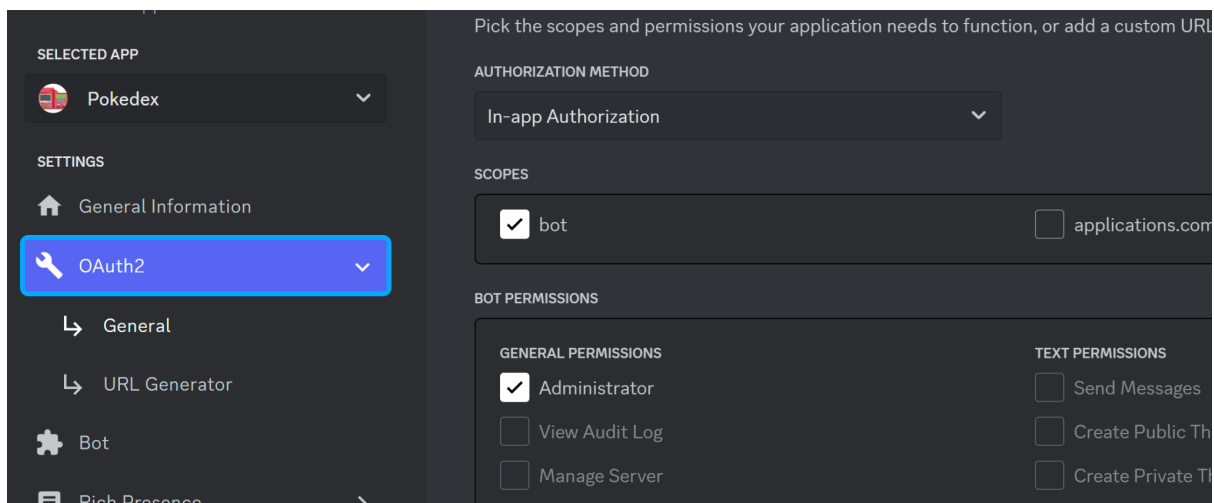 SELECTED APP
Pokedex
SETTINGS
General Information
OAuth2
General
URL Generator
Bot
Rich Presence
Pick the scopes and permissions your application needs to function, or add a custom URL
AUTHORIZATION METHOD
In-app Authorization
SCOPES
bot
applications.com
BOT PERMISSIONS
GENERAL PERMISSIONS
Administrator
View Audit Log
Manage Server
TEXT PERMISSIONS
Send Messages
Create Public Th
Create Private Th